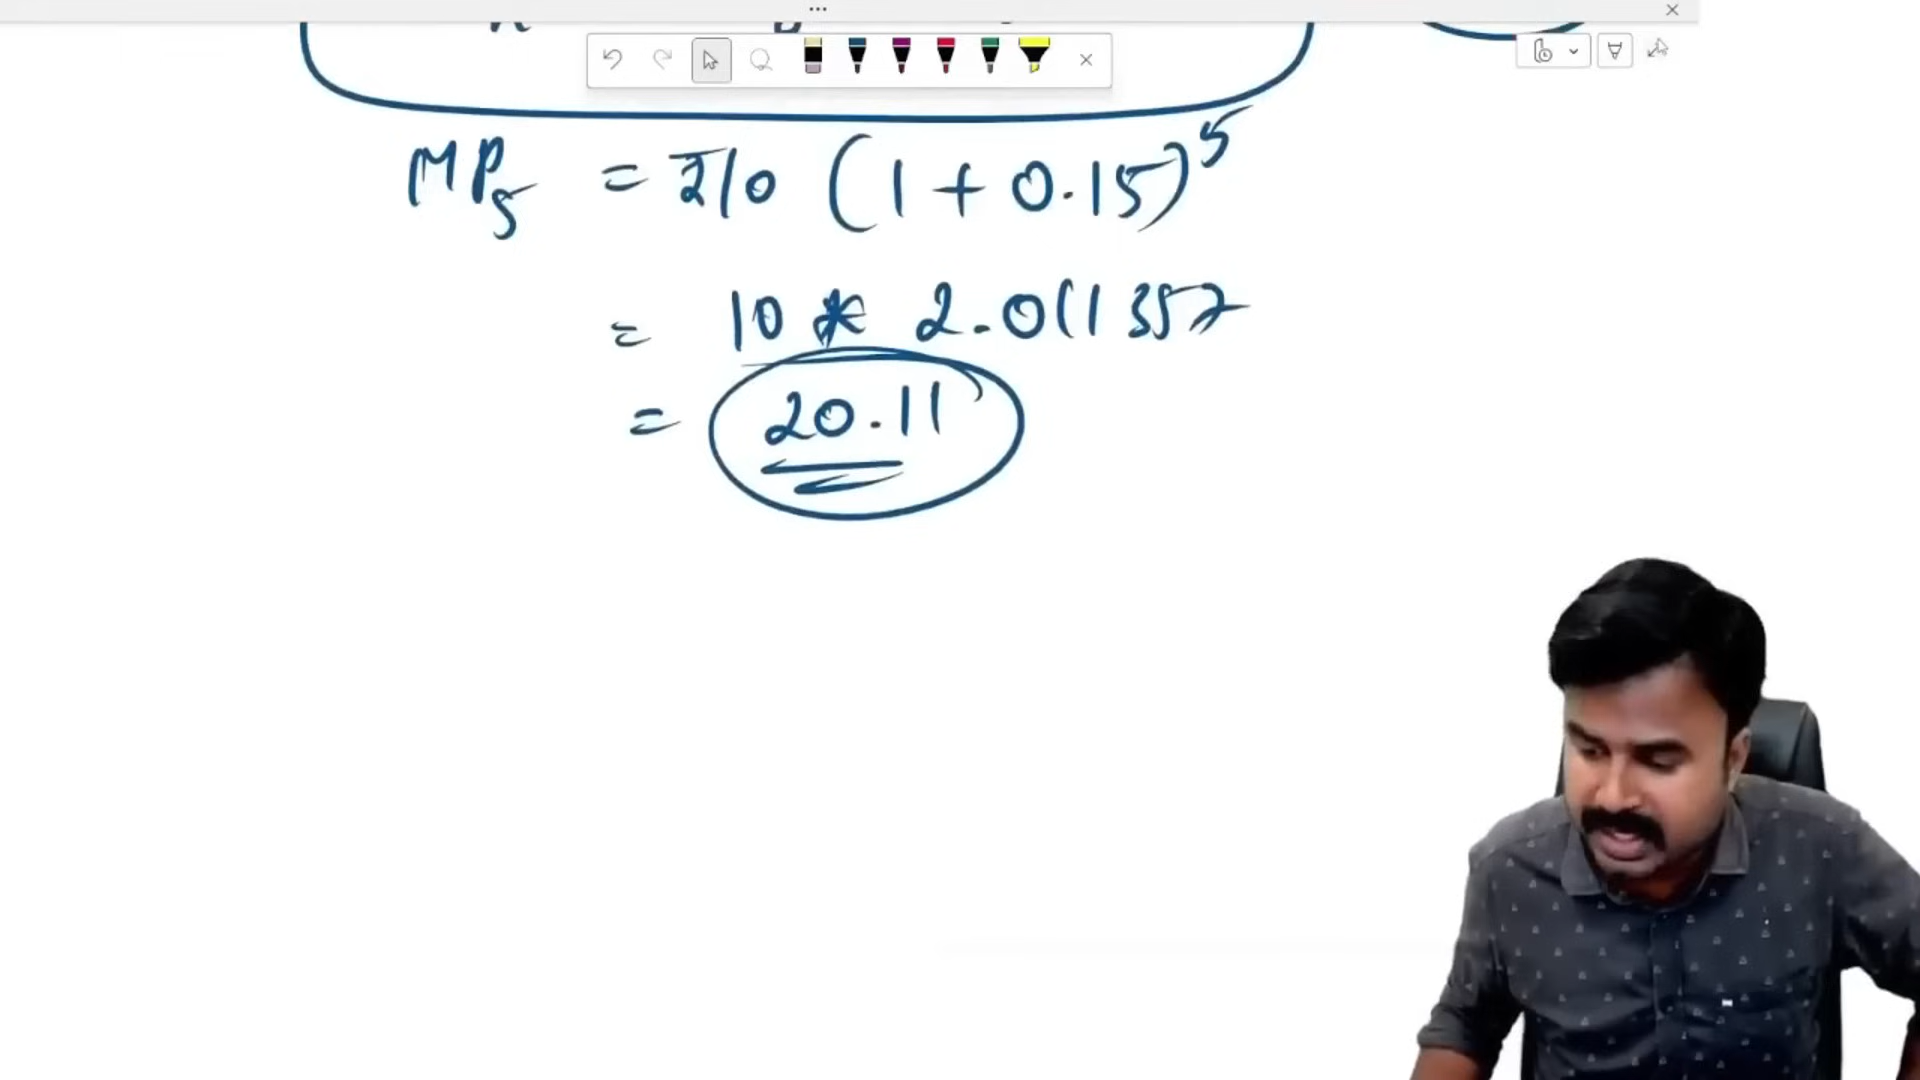 MP₅ = ₹10 (1 + 0.15)⁵
= 10 * 2.011357
= 20.11